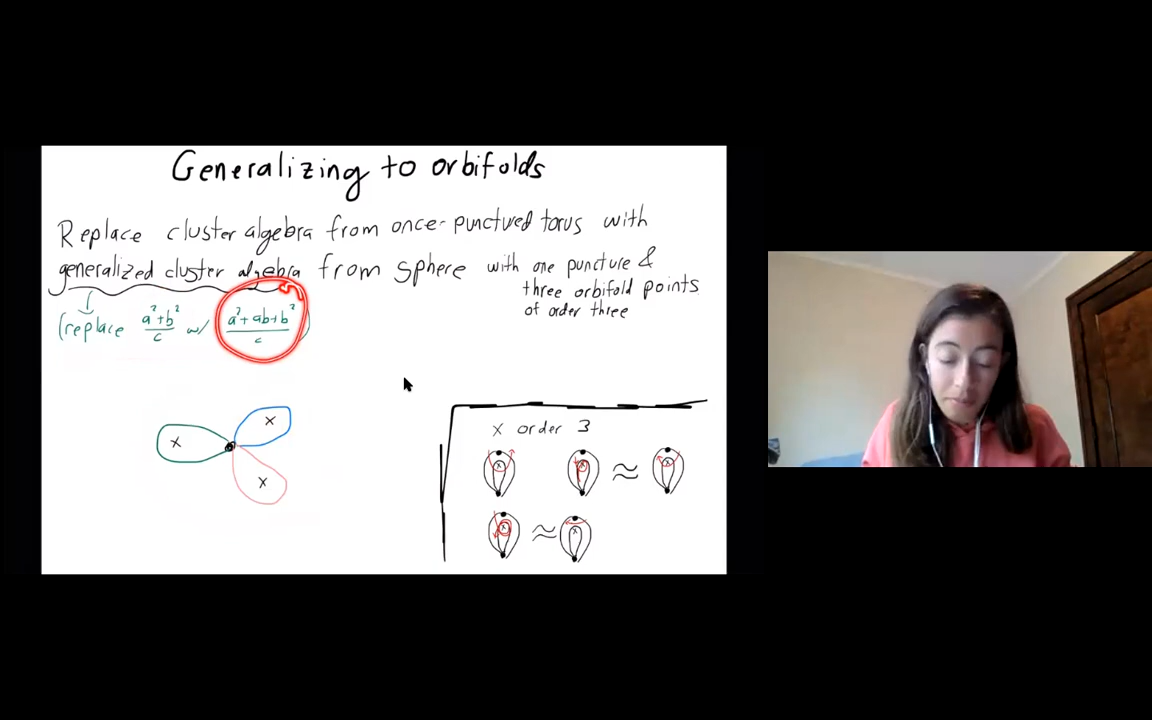 Generalizing to orbifolds
Replace cluster algebra from once-punctured torus with
generalized cluster algebra from sphere with one puncture &
three orbifold points
of order three
(replace a²+b²/c w/ a²+ab+b²/c)
x
x
x
x order 3
x
x
≈
x
x
≈
x